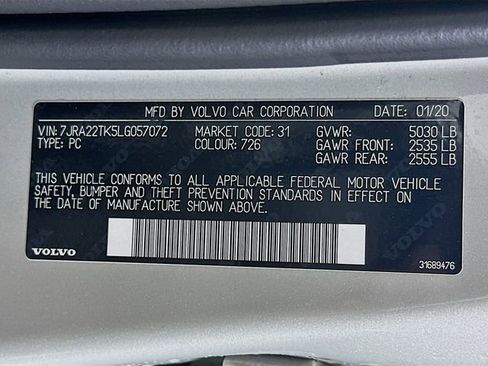 MFD BY VOLVO CAR CORPORATION DATE: 01/20
VIN: 7JRA22TK5LG057072 MARKET CODE: 31 GVWR: 5030 LB
TYPE: PC COLOUR: 726 GAWR FRONT: 2535 LB
GAWR REAR: 2555 LB
THIS VEHICLE CONFORMS TO ALL APPLICABLE FEDERAL MOTOR VEHICLE
SAFETY, BUMPER AND THEFT PREVENTION STANDARDS IN EFFECT ON
THE DATE OF MANUFACTURE SHOWN ABOVE.
VOLVO
31689476